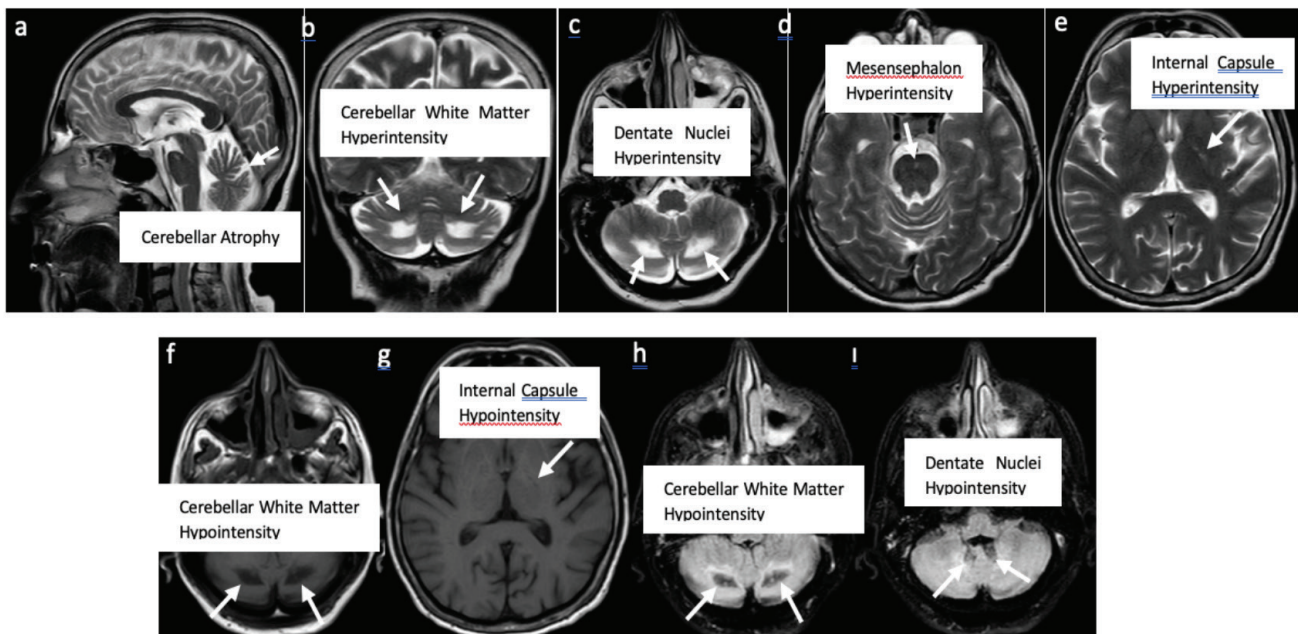 a
b
c
d
e
Cerebellar Atrophy
Cerebellar White Matter
Hyperintensity
Dentate Nuclei
Hyperintensity
Mesensephalon
Hyperintensity
Internal Capsule
Hyperintensity
f
g
h
ı
Cerebellar White Matter
Hypointensity
Internal Capsule
Hypointensity
Cerebellar White Matter
Hypointensity
Dentate Nuclei
Hypointensity